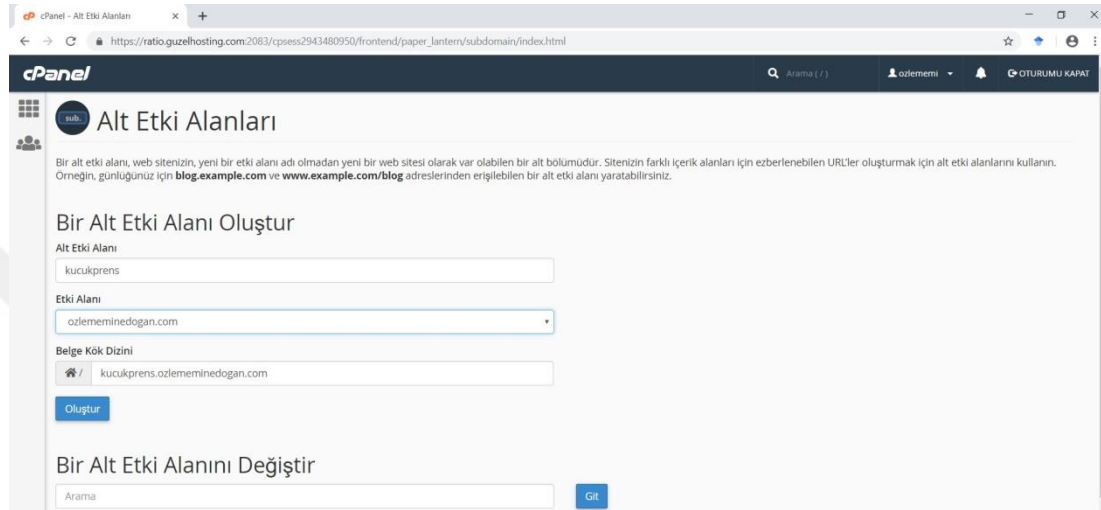 cPanel - Alt Etki Alanları
https://ratio.guzelhosting.com:2083/cpsess2943480950/frontend/paper_lantern/subdomain/index.html
cPanel
Arama ( / )
ozlememi
OTURUMU KAPAT
sub.
Alt Etki Alanları
Bir alt etki alanı, web sitenizin, yeni bir etki alanı adı olmadan yeni bir web sitesi olarak var olabilen bir alt bölümüdür. Sitenizin farklı içerik alanları için ezberlenebilen URL'ler oluşturmak için alt etki alanlarını kullanın.
Örneğin, günlüğünüz için blog.example.com ve www.example.com/blog adreslerinden erişilebilen bir alt etki alanı yaratabilirsiniz.
Bir Alt Etki Alanı Oluştur
Alt Etki Alanı
kucukprens
Etki Alanı
ozlememinedogan.com
Belge Kök Dizini
/ kucukprens.ozlememinedogan.com
Oluştur
Bir Alt Etki Alanını Değiştir
Arama
Git